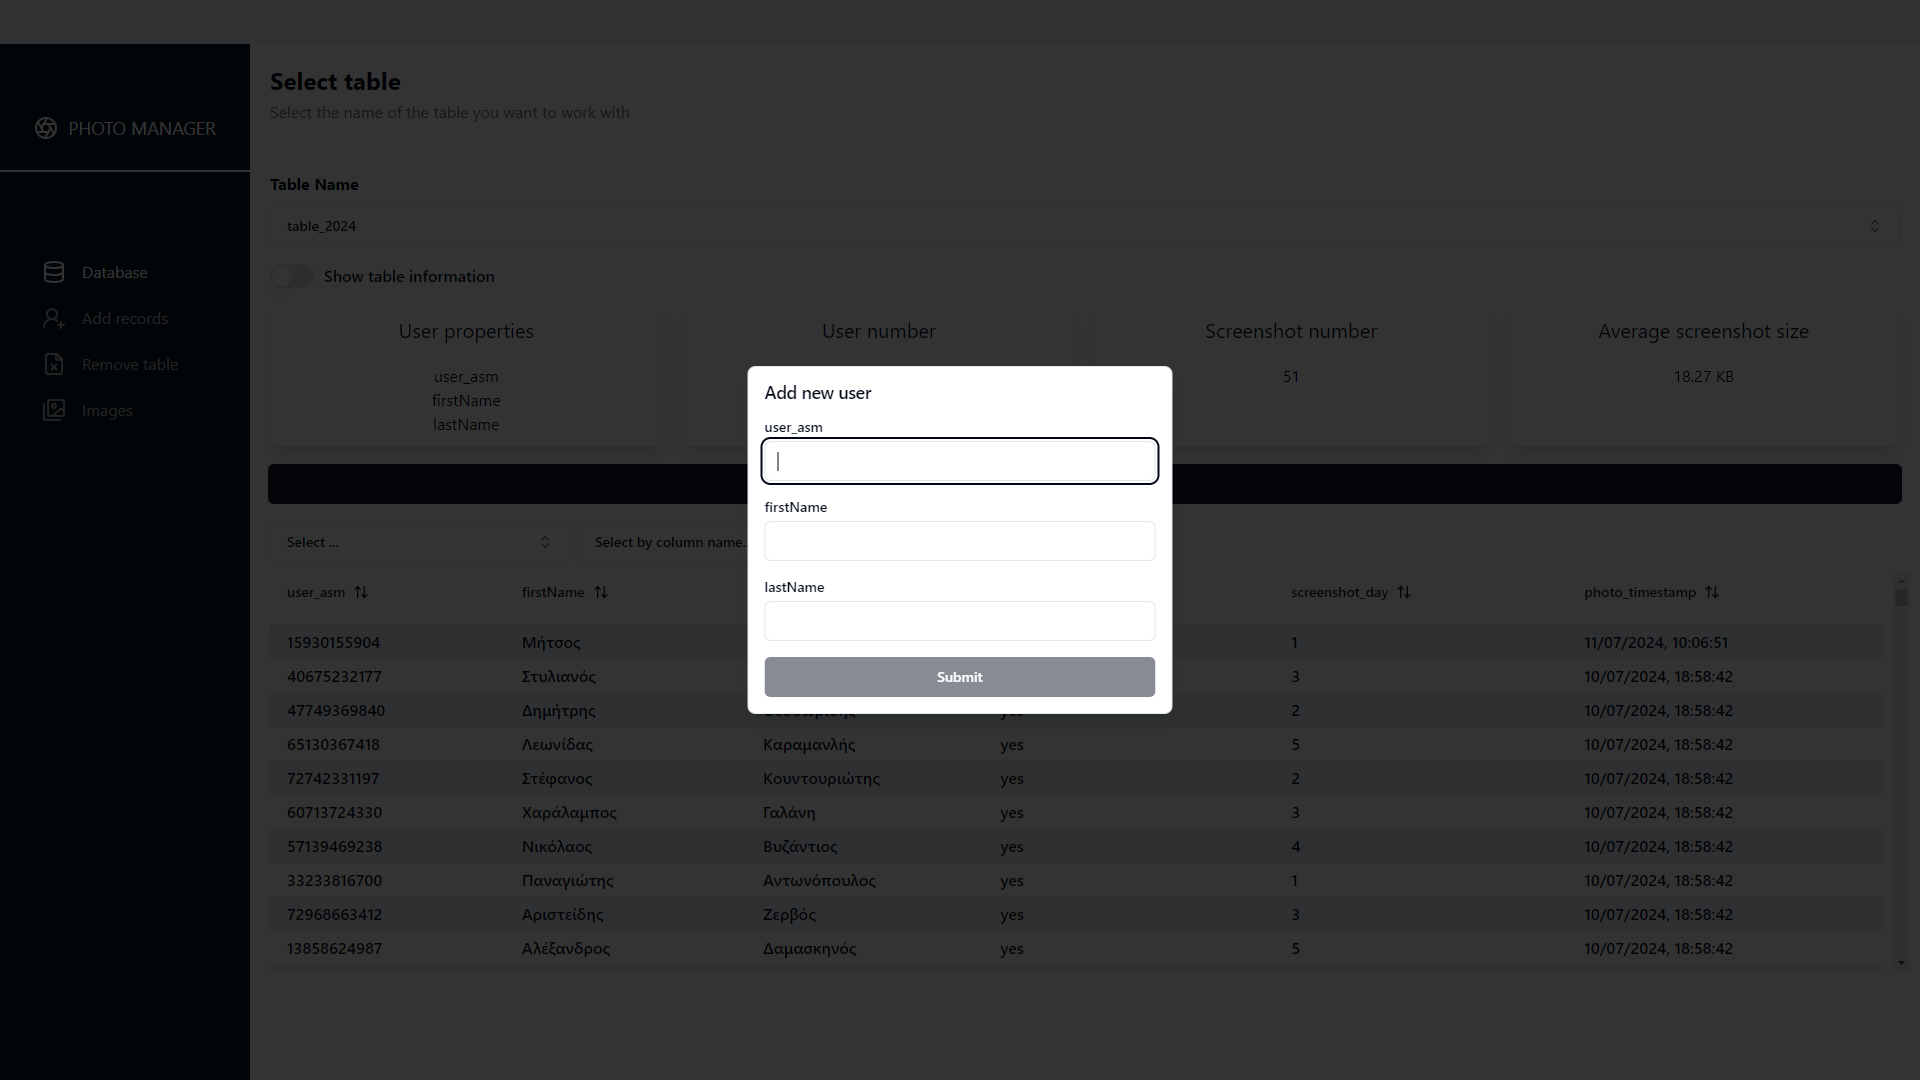 Select table
Select the name of the table you want to work with
PHOTO MANAGER
Table Name
table_2024
Database
Show table information
Add records
Remove table
Images
User properties
user_asm
firstName
lastName
User number
Screenshot number
51
Average screenshot size
18.27 KB
Add new user
user_asm
firstName
lastName
Submit
Select ... Select by column name..
user_asm firstName screenshot_day photo_timestamp
15930155904 Μήτσος 1 11/07/2024, 10:06:51
40675232177 Στυλιανός 3 10/07/2024, 18:58:42
47749369840 Δημήτρης yes 2 10/07/2024, 18:58:42
65130367418 Λεωνίδας Καραμανλής yes 5 10/07/2024, 18:58:42
72742331197 Στέφανος Κουντουριώτης yes 2 10/07/2024, 18:58:42
60713724330 Χαράλαμπος Γαλάνη yes 3 10/07/2024, 18:58:42
57139469238 Νικόλαος Βυζάντιος yes 4 10/07/2024, 18:58:42
33233816700 Παναγιώτης Αντωνόπουλος yes 1 10/07/2024, 18:58:42
72968663412 Αριστείδης Ζερβός yes 3 10/07/2024, 18:58:42
13858624987 Αλέξανδρος Δαμασκηνός yes 5 10/07/2024, 18:58:42